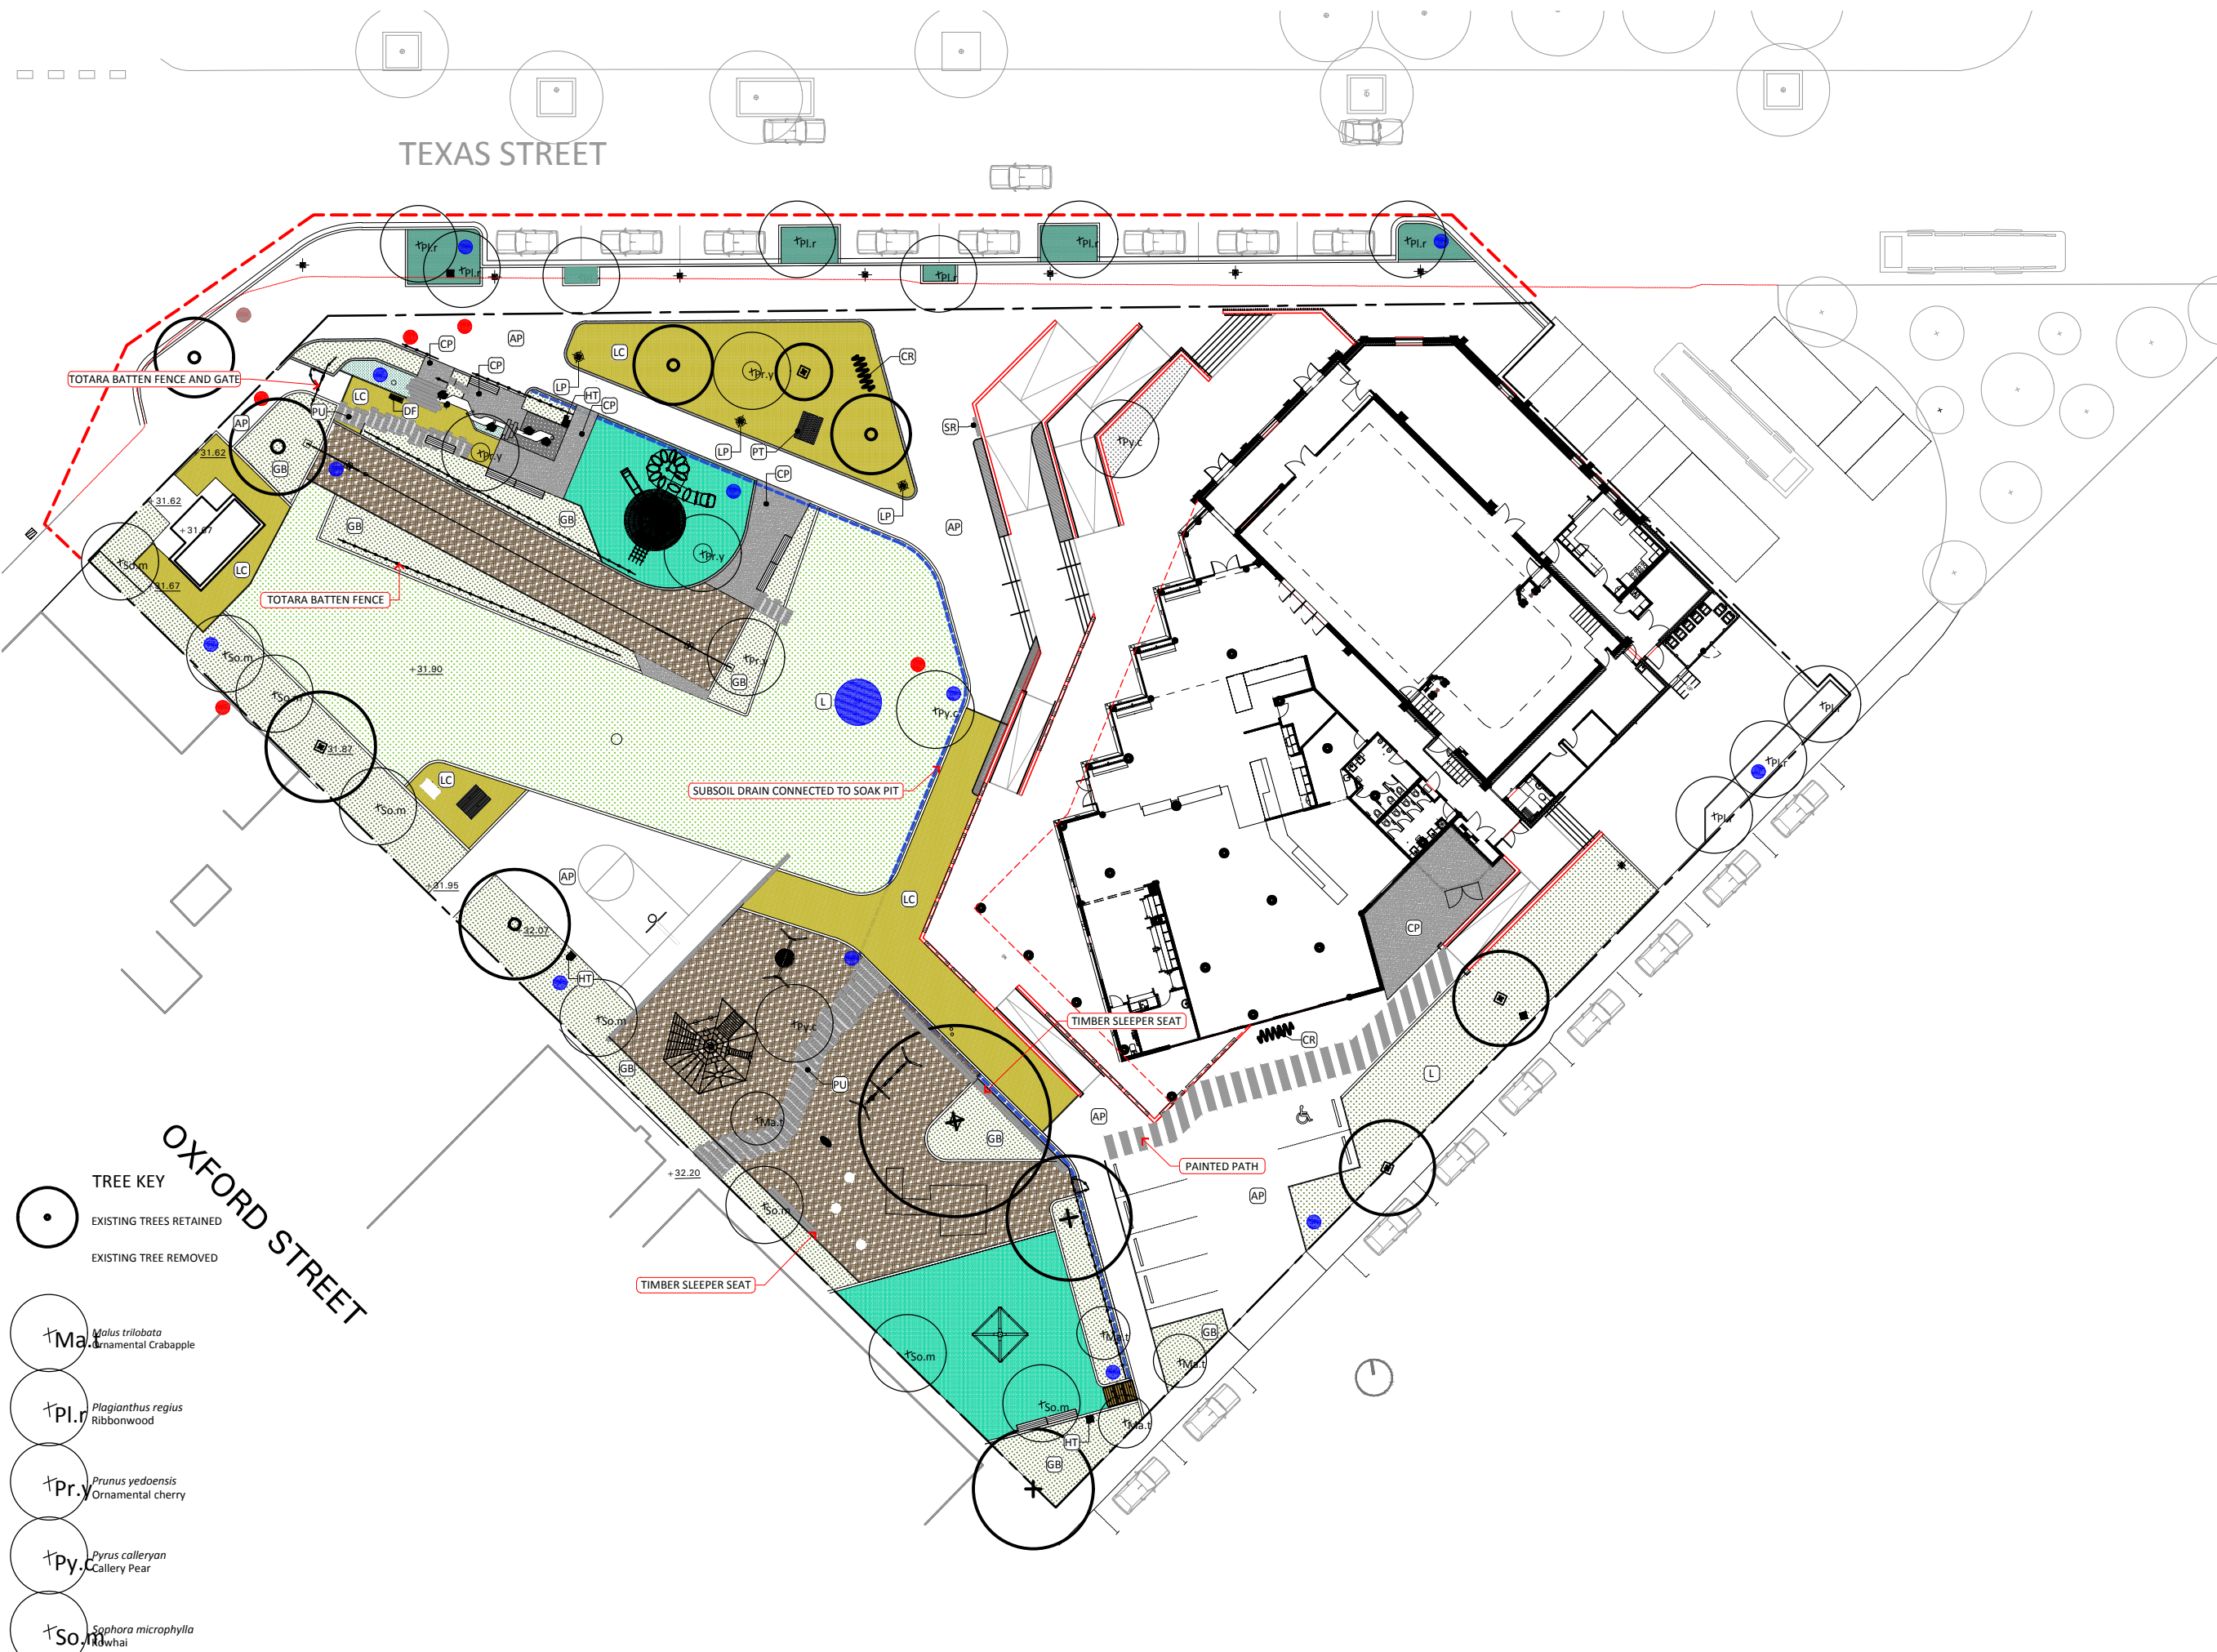 TEXAS STREET
Pl.r
Pl.r
Pl.r
Pl.r
Pl.r
Pl.r
CP
AP
CP
LC
CR
TOTARA BATTEN FENCE AND GATE
LP
Pr.y
HT
LC
CP
PU
DF
AP
SR
Py.c
+31.62
Pr.y
LP
PT
GB
CP
+31.62
LP
GB
GB
AP
+31.67
Pr.y
So.m
LC
31.67
TOTARA BATTEN FENCE
So.m
+31.90
GB
So.m
L
Py.c
Pl.r
31.87
Pl.r
LC
SUBSOIL DRAIN CONNECTED TO SOAK PIT
So.m
Pl.r
AP
+31.95
LC
CP
+32.07
HT
So.m
Py.c
TIMBER SLEEPER SEAT
CR
GB
L
PU
Ma.t
AP
GB
PAINTED PATH
+32.20
AP
So.m
TIMBER SLEEPER SEAT
So.m
Ma.t
GB
Ma.t
So.m
Ma.t
HT
GB
OXFORD STREET
TREE KEY
EXISTING TREES RETAINED
EXISTING TREE REMOVED
Ma.t
Malus trilobata
Ornamental Crabapple
Pl.r
Plagianthus regius
Ribbonwood
Pr.y
Prunus yedoensis
Ornamental cherry
Py.c
Pyrus calleryan
Callery Pear
So.m
Sophora microphylla
Kowhai